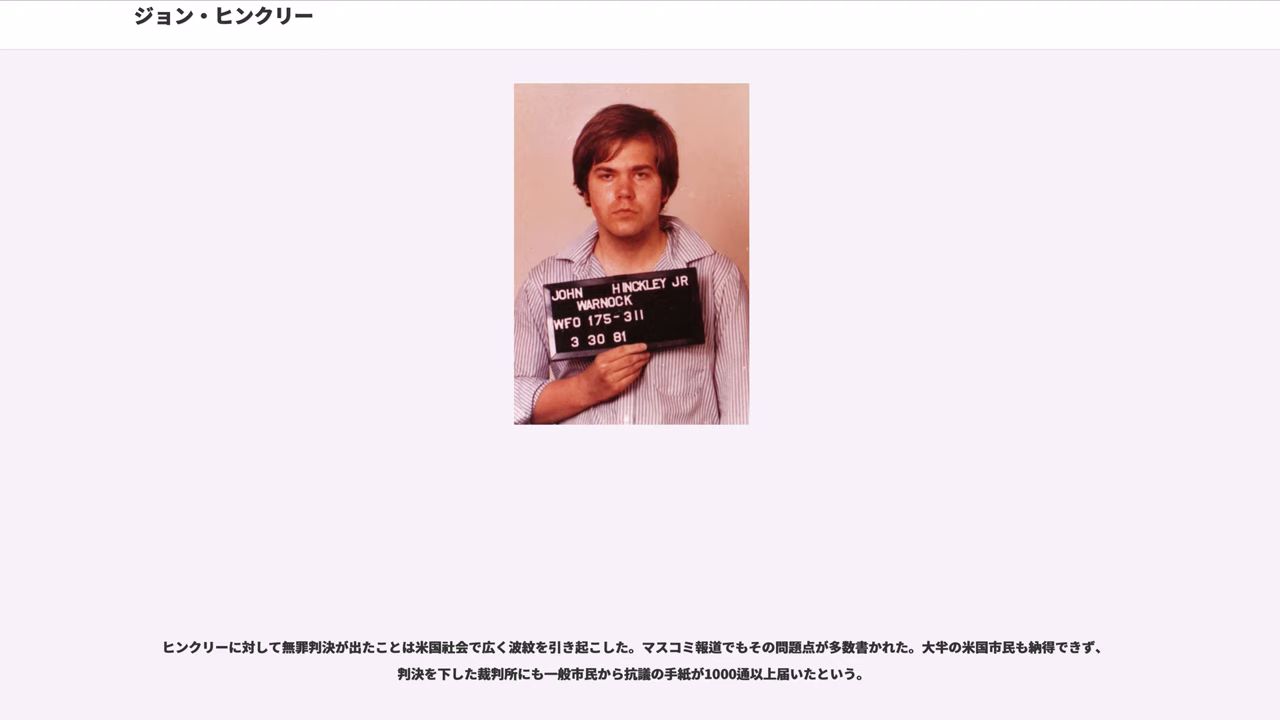 ジョン・ヒンクリー
JOHN HINCKLEY JR
WARNOCK
WFO 175-311
3 30 81
ヒンクリーに対して無罪判決が出たことは米国社会で広く波紋を引き起こした。マスコミ報道でもその問題点が多数書かれた。大半の米国市民も納得できず、
判決を下した裁判所にも一般市民から抗議の手紙が1000通以上届いたという。